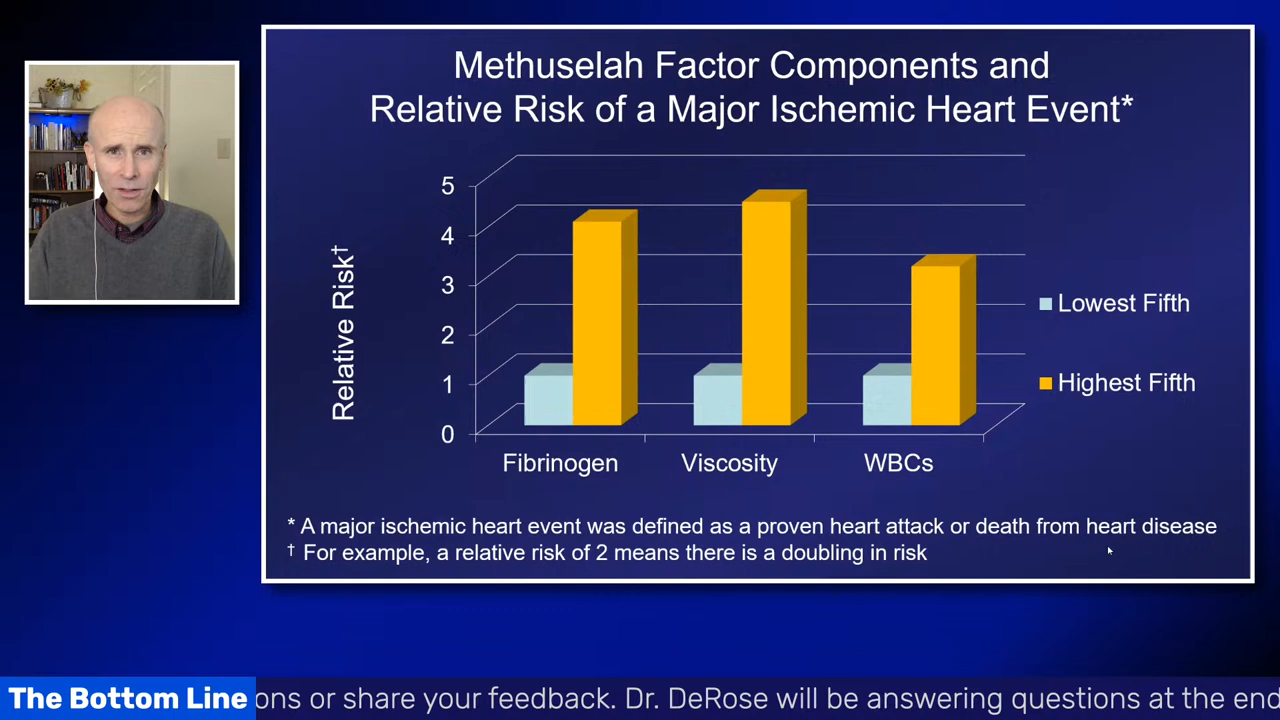 Methuselah Factor Components and
Relative Risk of a Major Ischemic Heart Event*
Relative Risk†
5
4
3
2
1
0
Fibrinogen
Viscosity
WBCs
Lowest Fifth
Highest Fifth
* A major ischemic heart event was defined as a proven heart attack or death from heart disease
† For example, a relative risk of 2 means there is a doubling in risk
The Bottom Line
ons or share your feedback. Dr. DeRose will be answering questions at the end